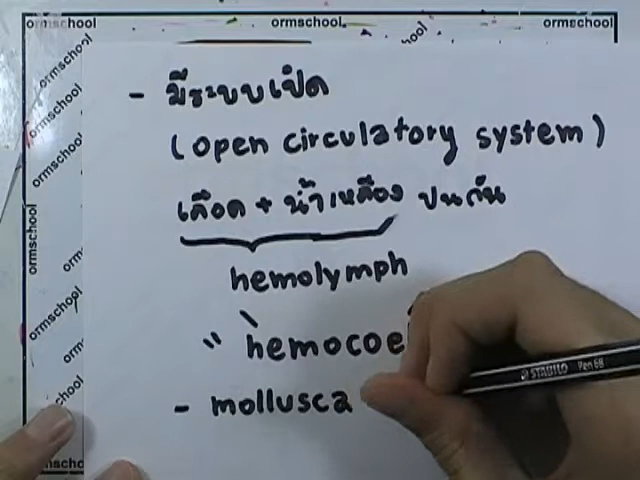 ormschool ormschool ormschool
- มีระบบเปิด
(open circulatory system)
เลือด + น้ำเหลือง ปนกัน
hemolymph
" hemocoe
- mollusca
STABILO Pen 68
ormschool
ormschool
ormschool
ormschool
ormschool
ormschool
ormschool